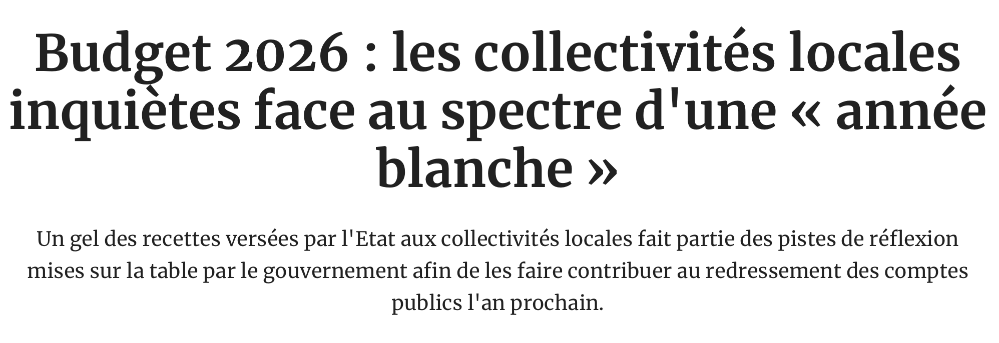 Budget 2026 : les collectivités locales
inquiètes face au spectre d'une « année
blanche »
Un gel des recettes versées par l'Etat aux collectivités locales fait partie des pistes de réflexion
mises sur la table par le gouvernement afin de les faire contribuer au redressement des comptes
publics l'an prochain.